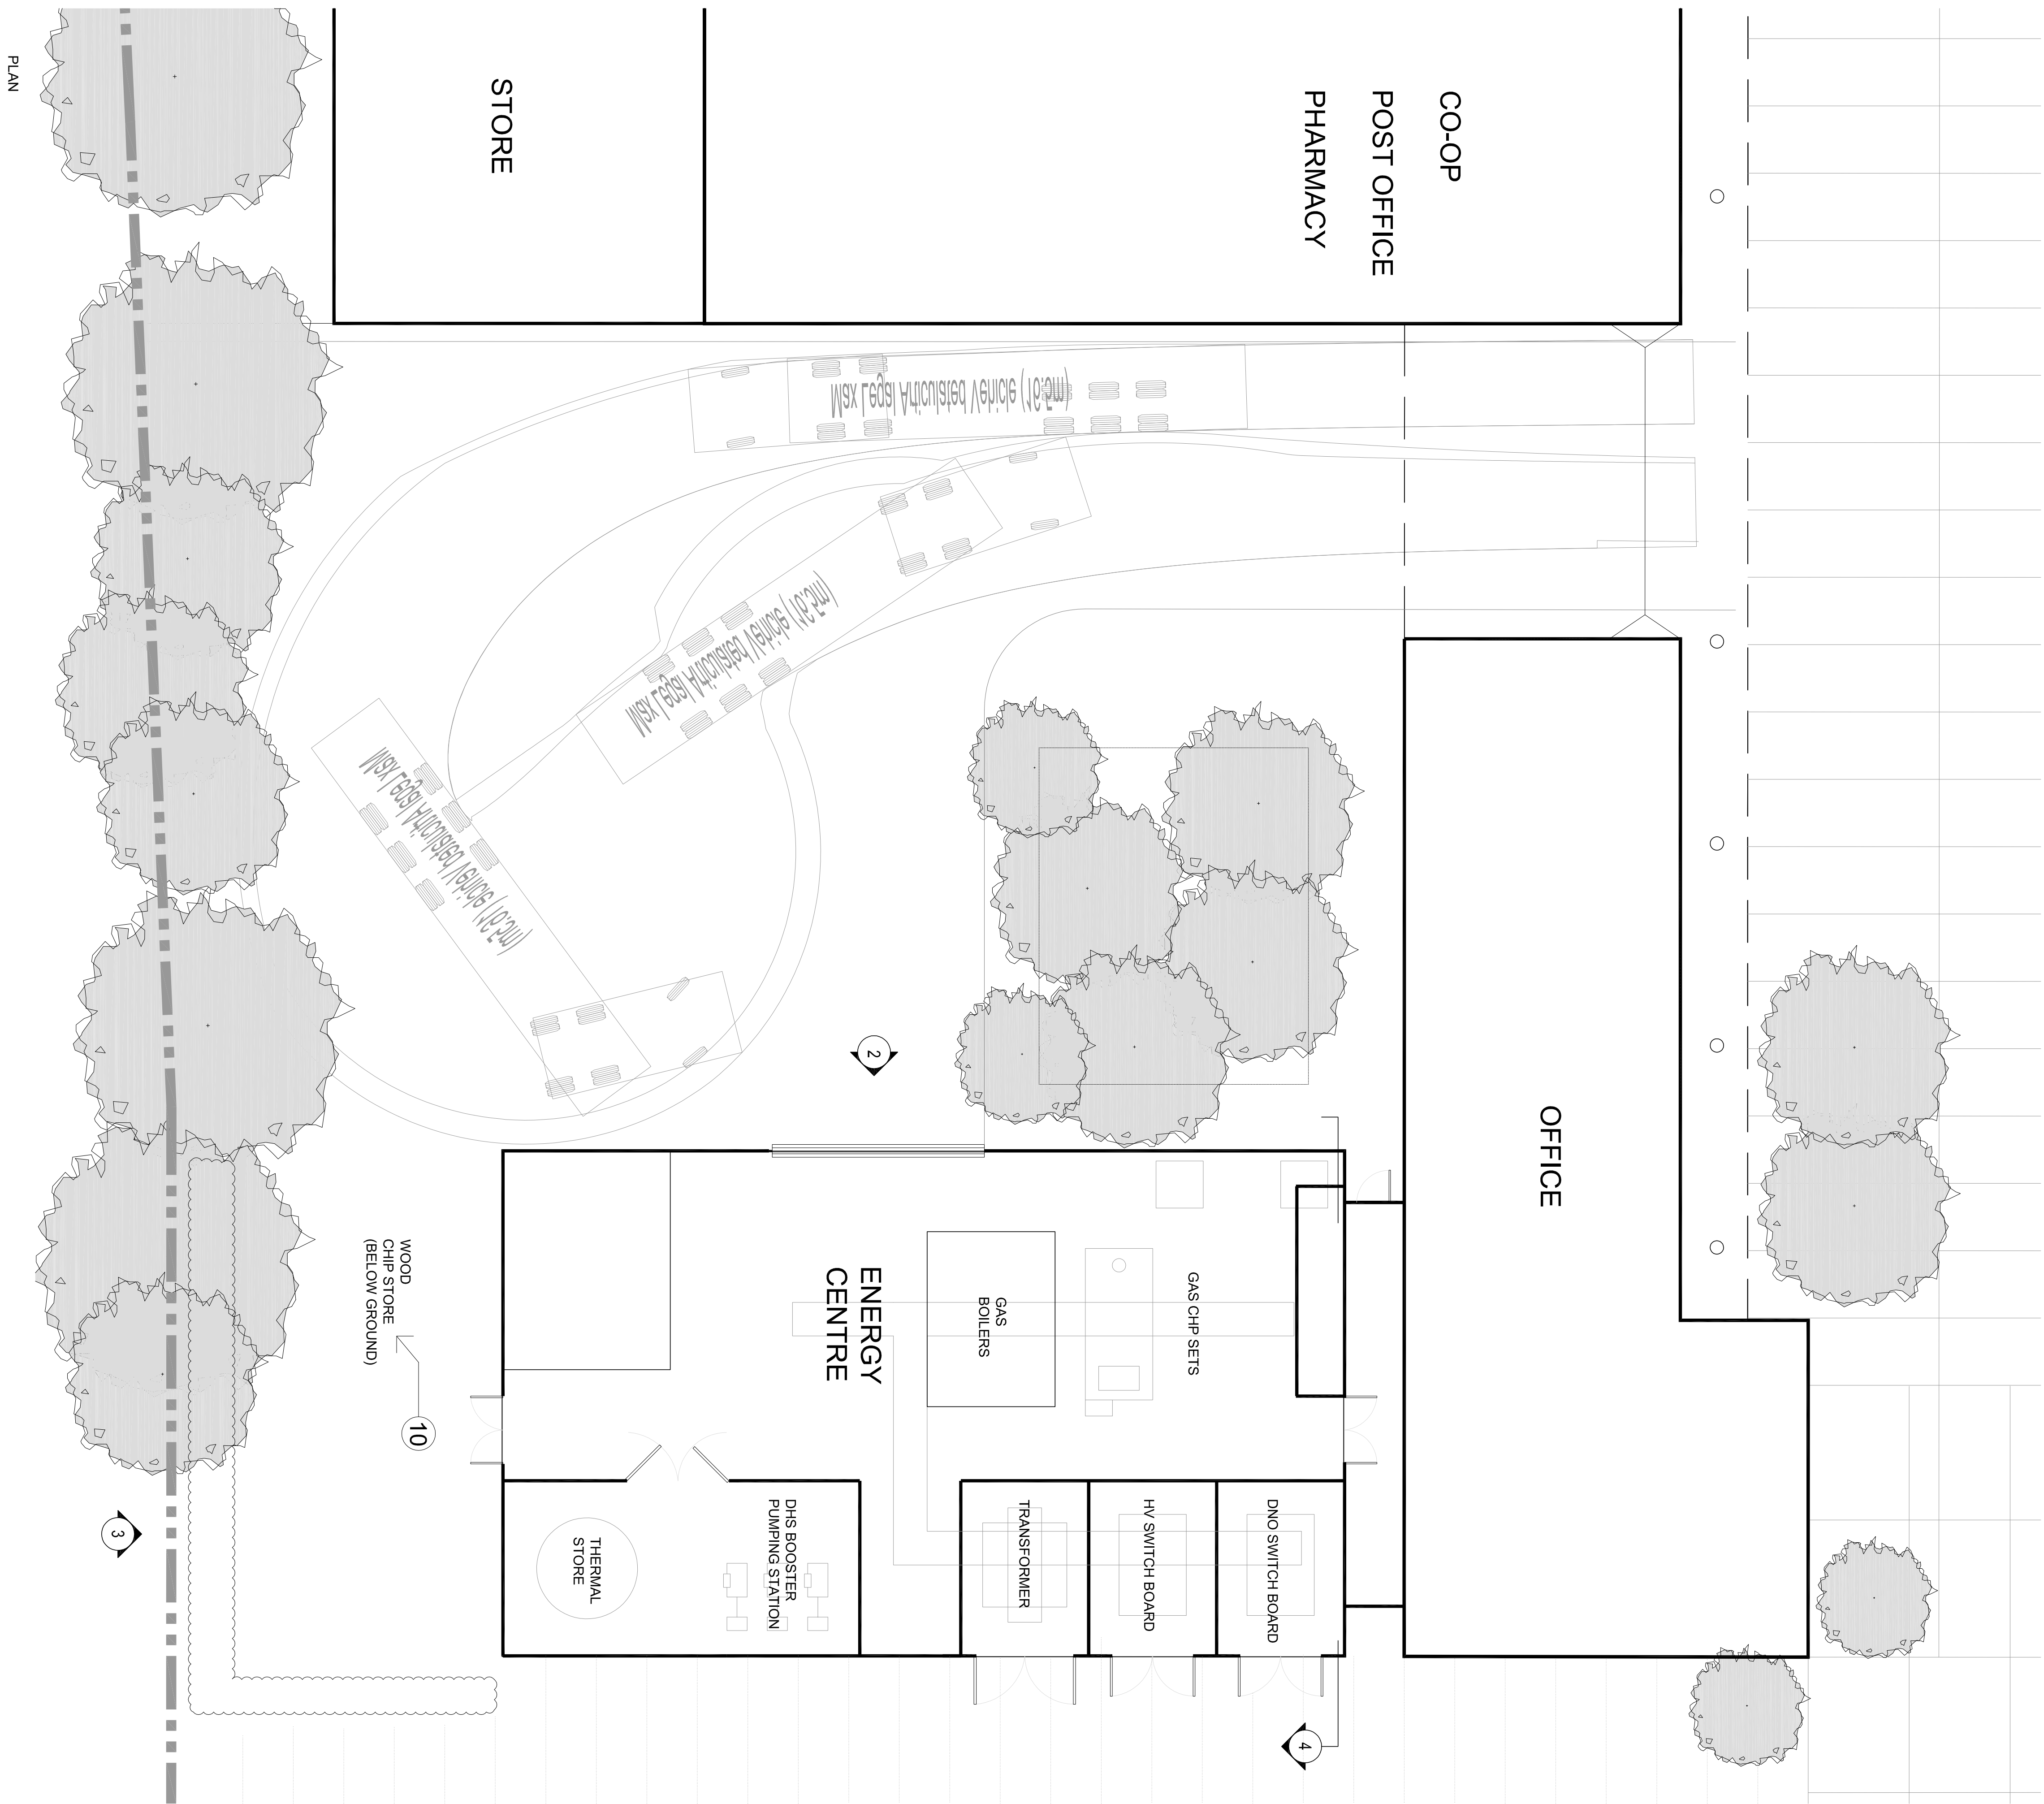 PLAN
STORE
CO-OP
POST OFFICE
PHARMACY
Max Legal Articulated Vehicle (16.5m)
Max Legal Articulated Vehicle (16.5m)
Max Legal Articulated Vehicle (16.5m)
OFFICE
2
ENERGY
CENTRE
GAS
BOILERS
GAS CHP SETS
WOOD
CHIP STORE
(BELOW GROUND)
10
THERMAL
STORE
DHS BOOSTER
PUMPING STATION
TRANSFORMER
HV SWITCH BOARD
DNO SWITCH BOARD
3
4